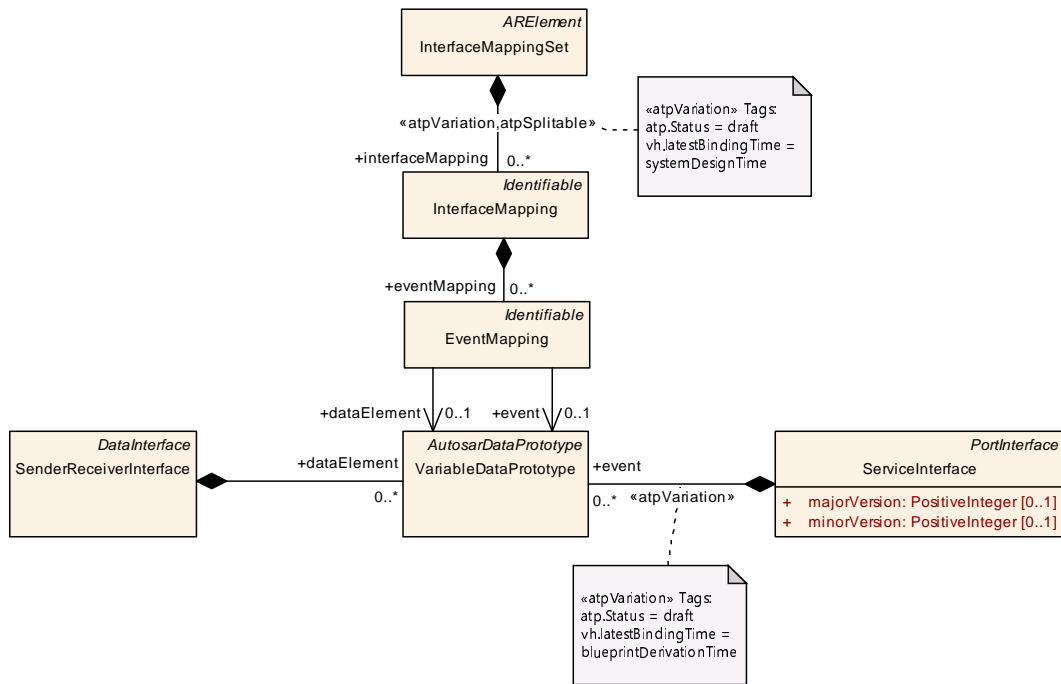 ARElement
InterfaceMappingSet
«atpVariation» Tags:
atp.Status = draft
vh.latestBindingTime =
systemDesignTime
«atpVariation,atpSplitable»
+interfaceMapping
0..*
Identifiable
InterfaceMapping
+eventMapping
0..*
Identifiable
EventMapping
+dataElement
0..1
+event
0..1
DataInterface
SenderReceiverInterface
+dataElement
0..*
AutosarDataPrototype
VariableDataPrototype
+event
0..*
«atpVariation»
PortInterface
ServiceInterface
+ majorVersion: PositiveInteger [0..1]
+ minorVersion: PositiveInteger [0..1]
«atpVariation» Tags:
atp.Status = draft
vh.latestBindingTime =
blueprintDerivationTime